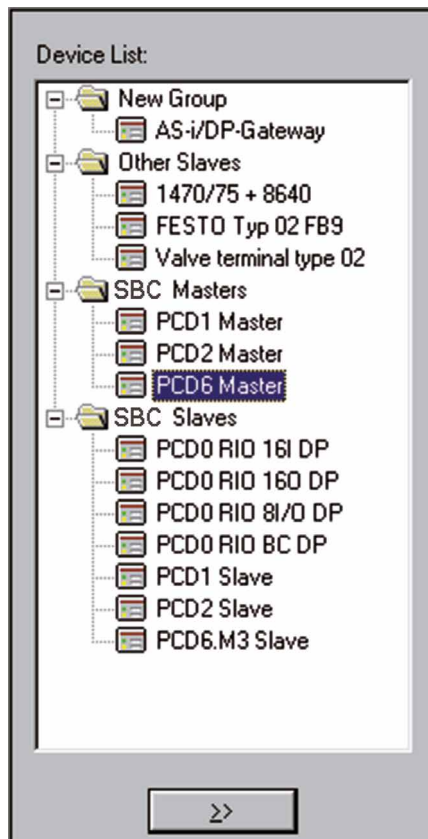 Device List:
New Group
AS-i/DP-Gateway
Other Slaves
1470/75 + 8640
FESTO Typ 02 FB9
Valve terminal type 02
SBC Masters
PCD1 Master
PCD2 Master
PCD6 Master
SBC Slaves
PCD0 RIO 16I DP
PCD0 RIO 16O DP
PCD0 RIO 8I/O DP
PCD0 RIO BC DP
PCD1 Slave
PCD2 Slave
PCD6.M3 Slave
>>